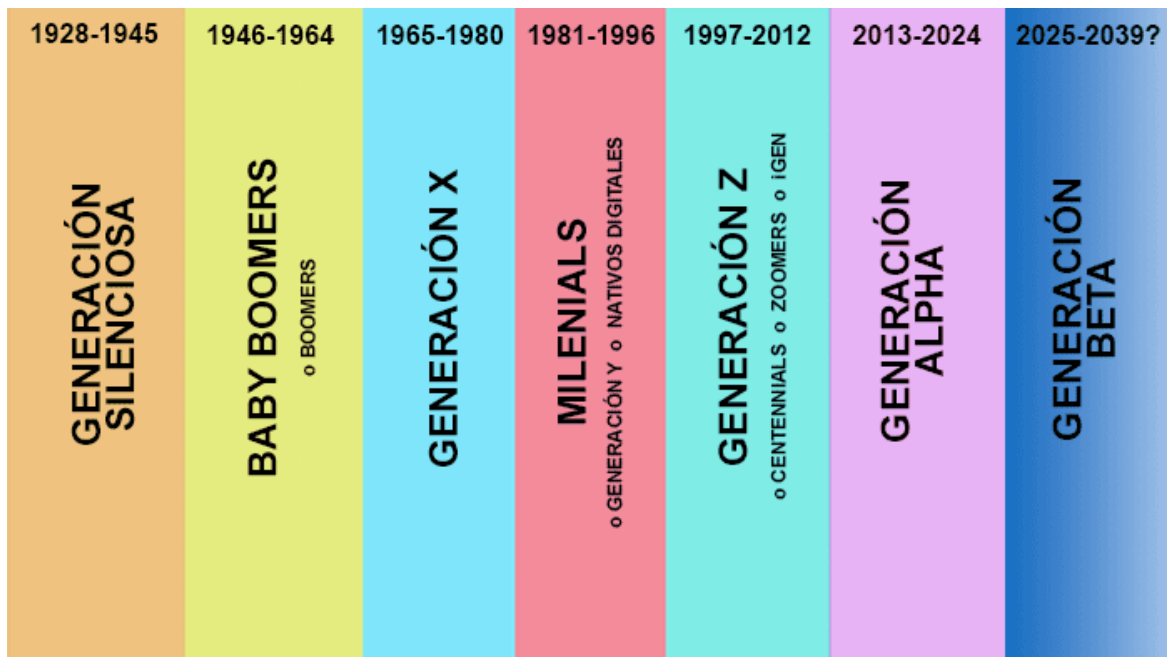 1928-1945
GENERACIÓN
SILENCIOSA
1946-1964
BABY BOOMERS
o BOOMERS
1965-1980
GENERACIÓN X
1981-1996
MILENIALS
o GENERACIÓN Y o NATIVOS DIGITALES
1997-2012
GENERACIÓN Z
o CENTENNIALS o ZOOMERS o iGEN
2013-2024
GENERACIÓN
ALPHA
2025-2039?
GENERACIÓN
BETA